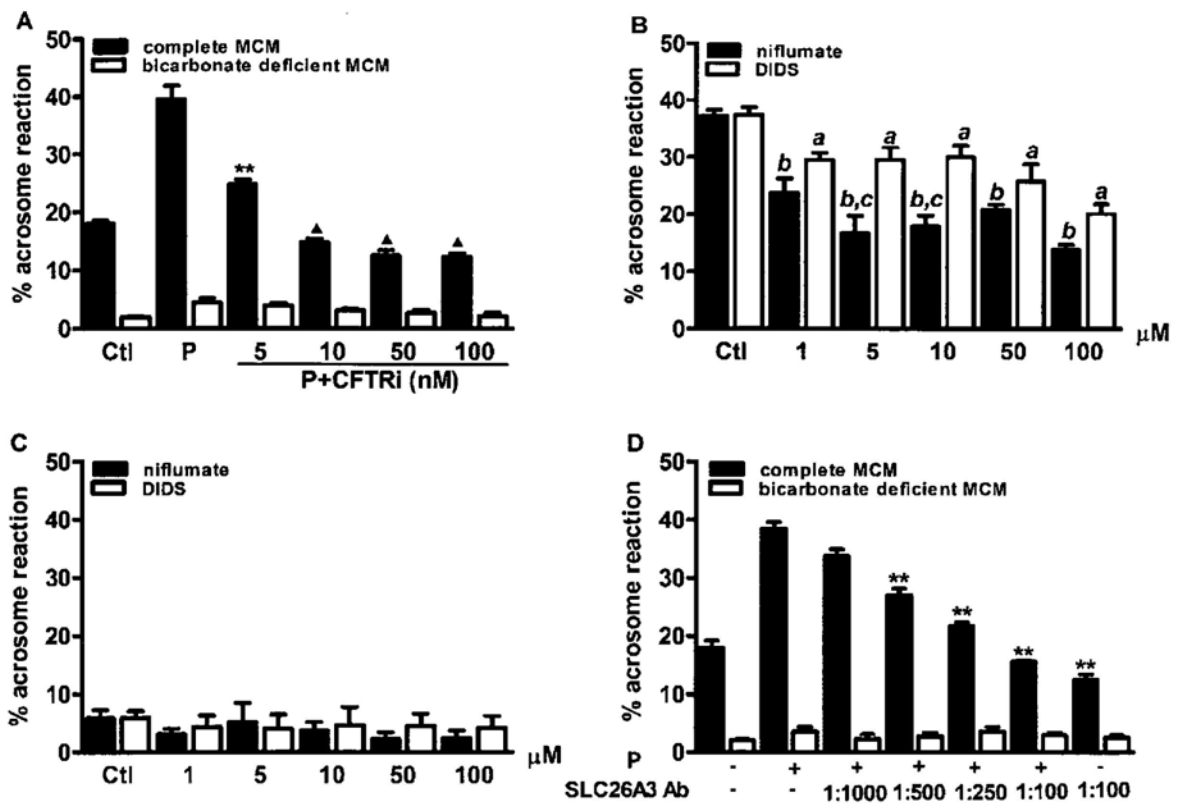 A
complete MCM
bicarbonate deficient MCM
% acrosome reaction
50
40
30
20
10
0
**
▲ ▲ ▲
Ctl P 5 10 50 100
P+CFTRi (nM)
B
niflumate
DIDS
% acrosome reaction
50
40
30
20
10
0
b a b,c a b,c a b a b a
Ctl 1 5 10 50 100 μM
C
niflumate
DIDS
% acrosome reaction
50
40
30
20
10
0
Ctl 1 5 10 50 100 μM
D
complete MCM
bicarbonate deficient MCM
% acrosome reaction
50
40
30
20
10
0
** ** ** **
P - + + + + + -
SLC26A3 Ab - - 1:1000 1:500 1:250 1:100 1:100